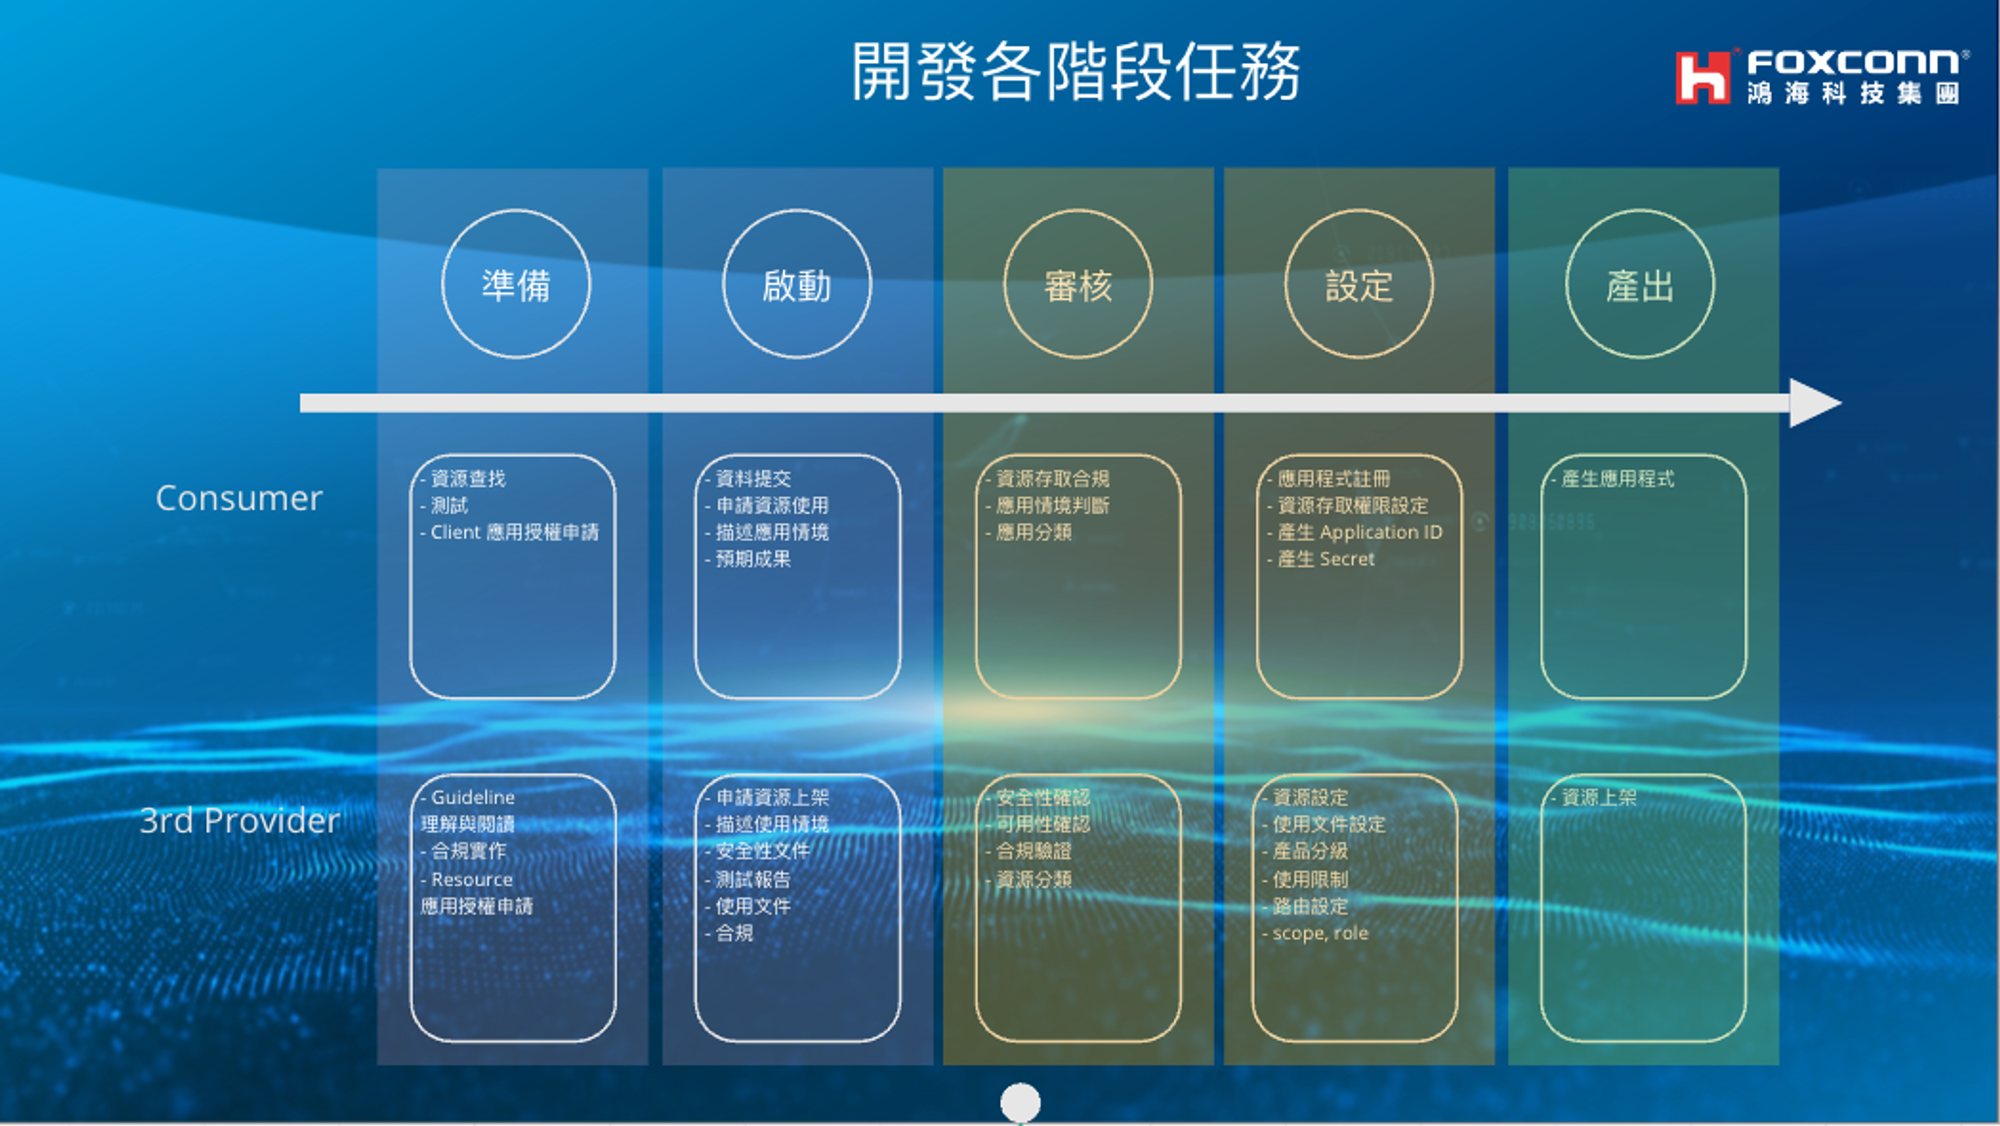 開發各階段任務
FOXCONN
鴻海科技集團
準備
啟動
審核
設定
產出
Consumer
- 資源查找
- 測試
- Client 應用授權申請
- 資料提交
- 申請資源使用
- 描述應用情境
- 預期成果
- 資源存取合規
- 應用情境判斷
- 應用分類
- 應用程式註冊
- 資源存取權限設定
- 產生 Application ID
- 產生 Secret
- 產生應用程式
3rd Provider
- Guideline
理解與閱讀
- 合規實作
- Resource
應用授權申請
- 申請資源上架
- 描述使用情境
- 安全性文件
- 測試報告
- 使用文件
- 合規
- 安全性確認
- 可用性確認
- 合規驗證
- 資源分類
- 資源設定
- 使用文件設定
- 產品分級
- 使用限制
- 路由設定
- scope, role
- 資源上架